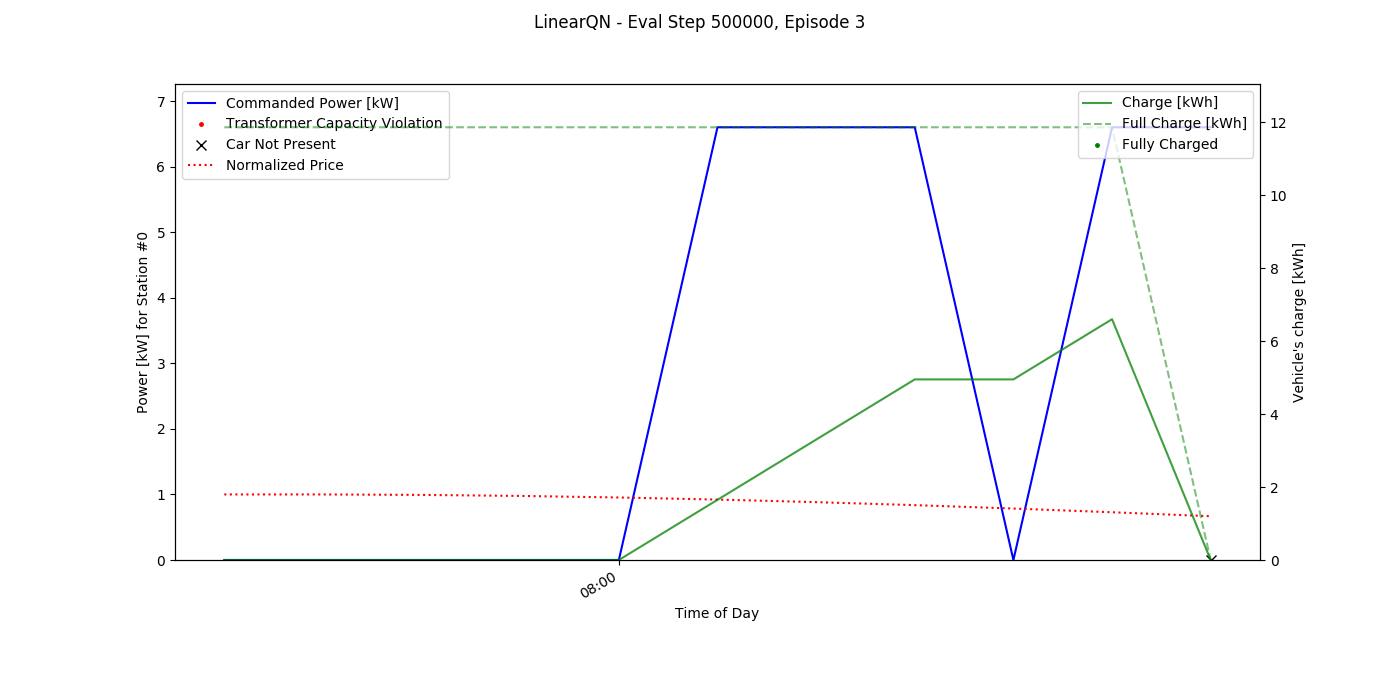 LinearQN - Eval Step 500000, Episode 3
Commanded Power [kW]
Transformer Capacity Violation
Car Not Present
Normalized Price
Charge [kWh]
Full Charge [kWh]
Fully Charged
Power [kW] for Station #0
7
6
5
4
3
2
1
0
12
10
8
6
4
2
0
Vehicle's charge [kWh]
08:00
Time of Day